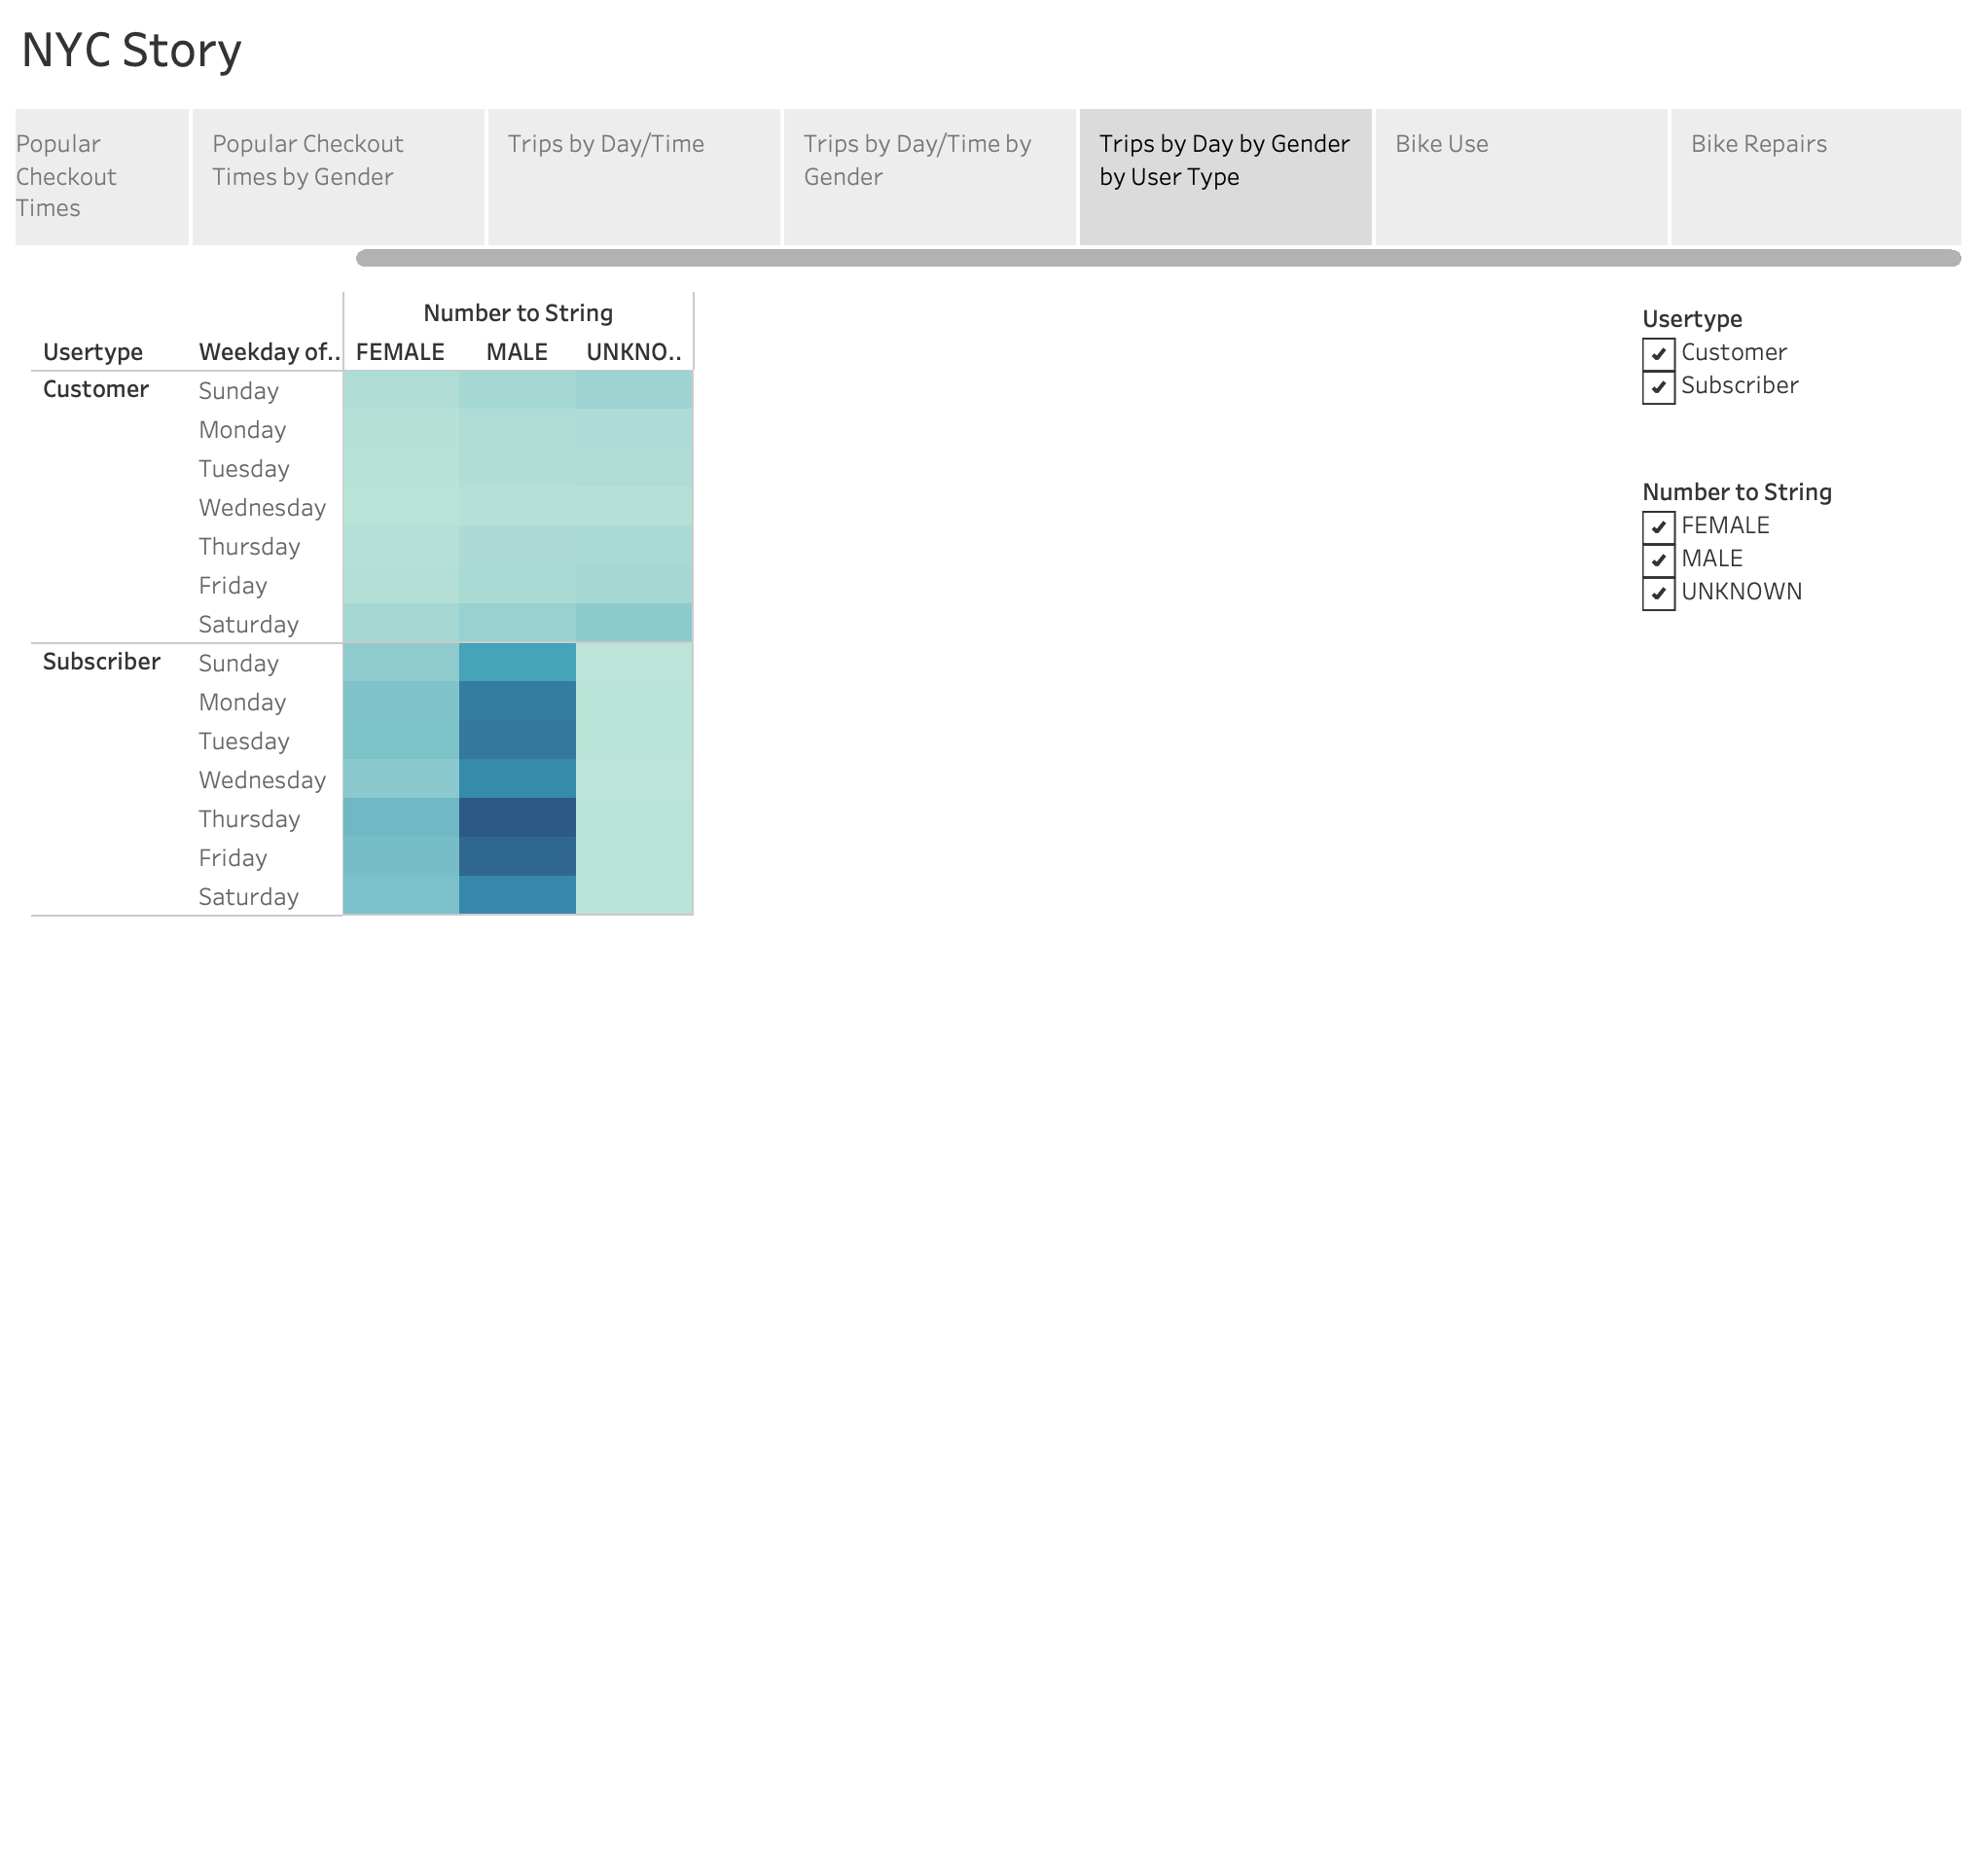 NYC Story
Popular
Checkout
Times
Popular Checkout
Times by Gender
Trips by Day/Time
Trips by Day/Time by
Gender
Trips by Day by Gender
by User Type
Bike Use
Bike Repairs
Number to String
Usertype Weekday of.. FEMALE MALE UNKNO..
Customer Sunday
Monday
Tuesday
Wednesday
Thursday
Friday
Saturday
Subscriber Sunday
Monday
Tuesday
Wednesday
Thursday
Friday
Saturday
Usertype
Customer
Subscriber
Number to String
FEMALE
MALE
UNKNOWN